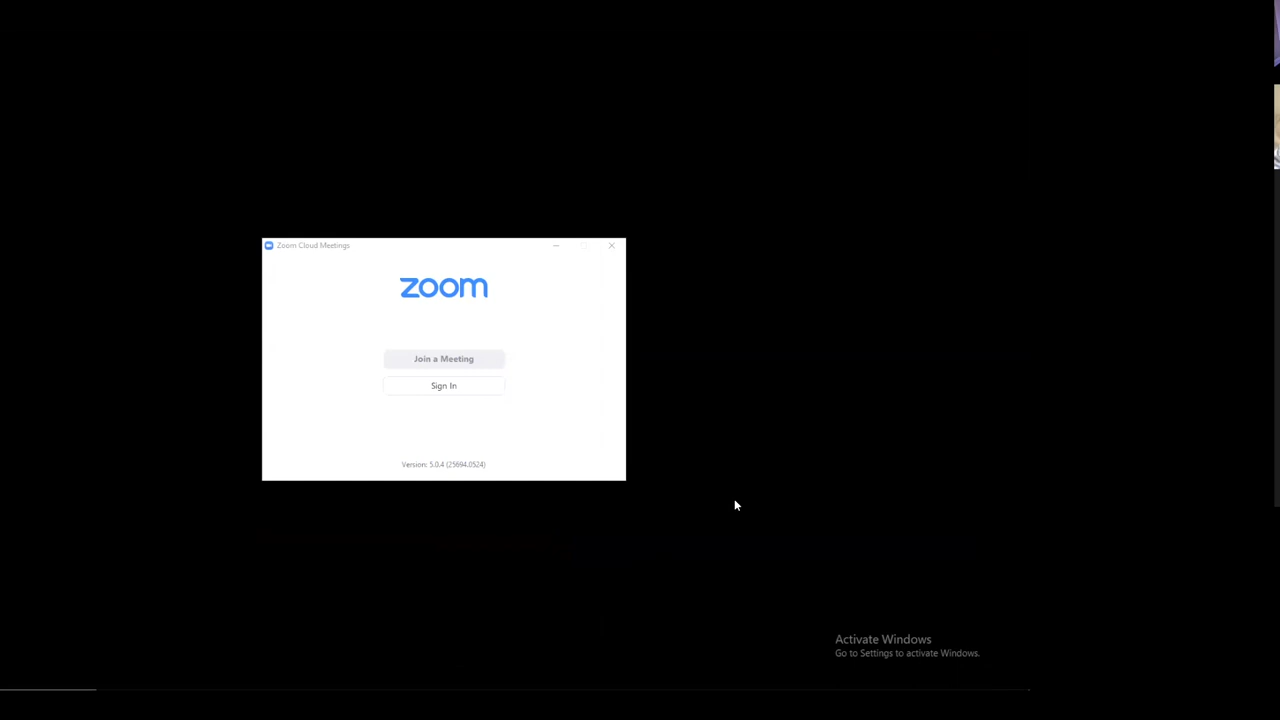 Zoom Cloud Meetings
zoom
Join a Meeting
Sign In
Version: 5.0.4 (25694.0524)
Activate Windows
Go to Settings to activate Windows.